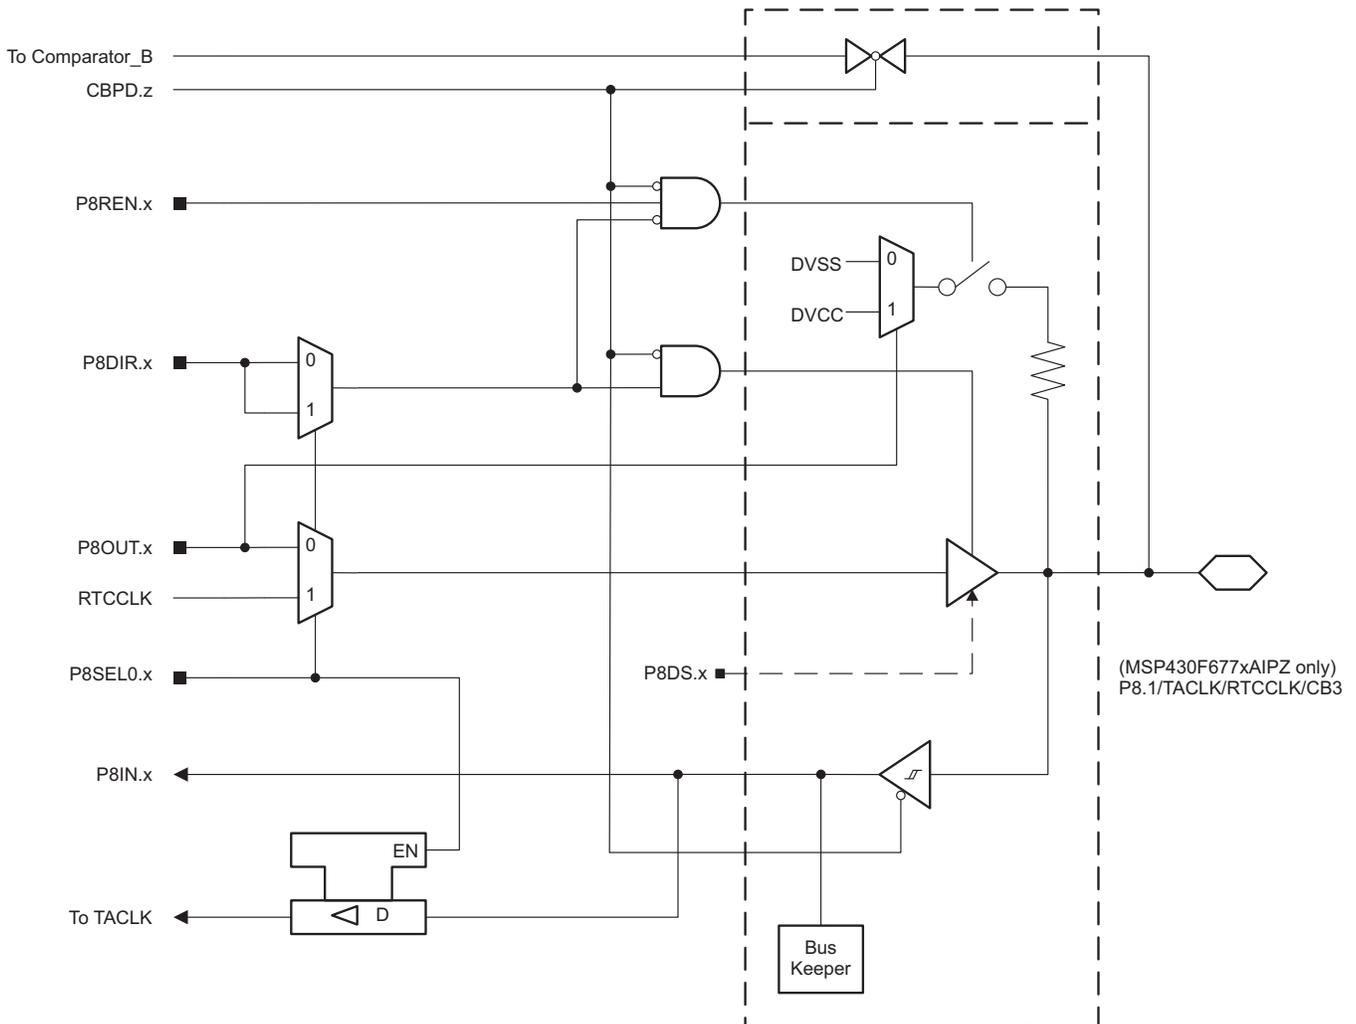 To Comparator_B
CBPD.z
P8REN.x
DVSS
0
DVCC
1
P8DIR.x
0
1
P8OUT.x
0
RTCCLK
1
P8SEL0.x
P8DS.x
(MSP430F677xAIPZ only)
P8.1/TACLK/RTCCLK/CB3
P8IN.x
EN
To TACLK
D
Bus
Keeper